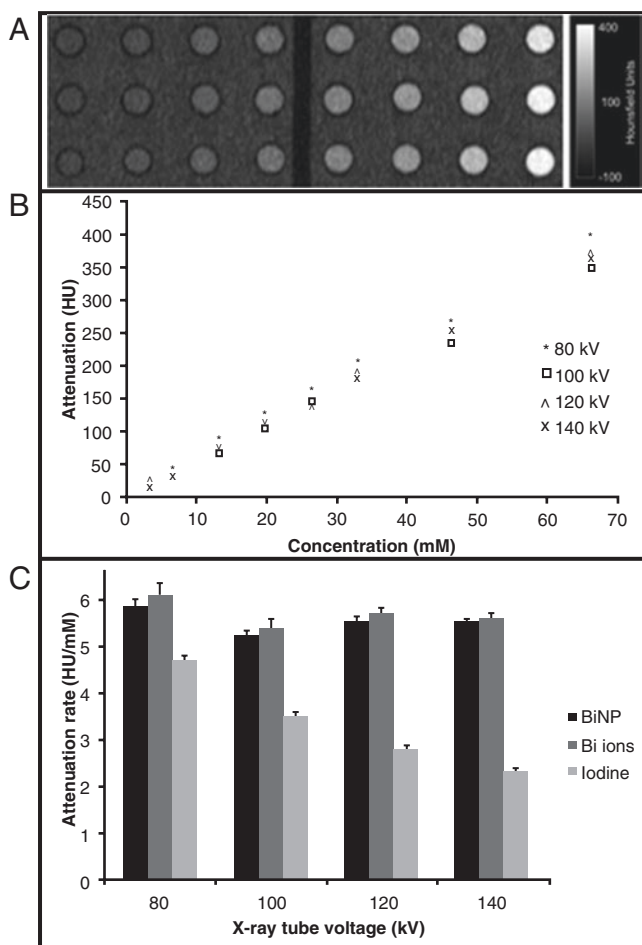 A
400
100
-100
Hounsfield Units
B
Attenuation (HU)
450
400
350
300
250
200
150
100
50
0
* 80 kV
100 kV
^ 120 kV
x 140 kV
0 10 20 30 40 50 60 70
Concentration (mM)
C
Attenuation rate (HU/mM)
6
5
4
3
2
1
0
BiNP
Bi ions
Iodine
80 100 120 140
X-ray tube voltage (kV)